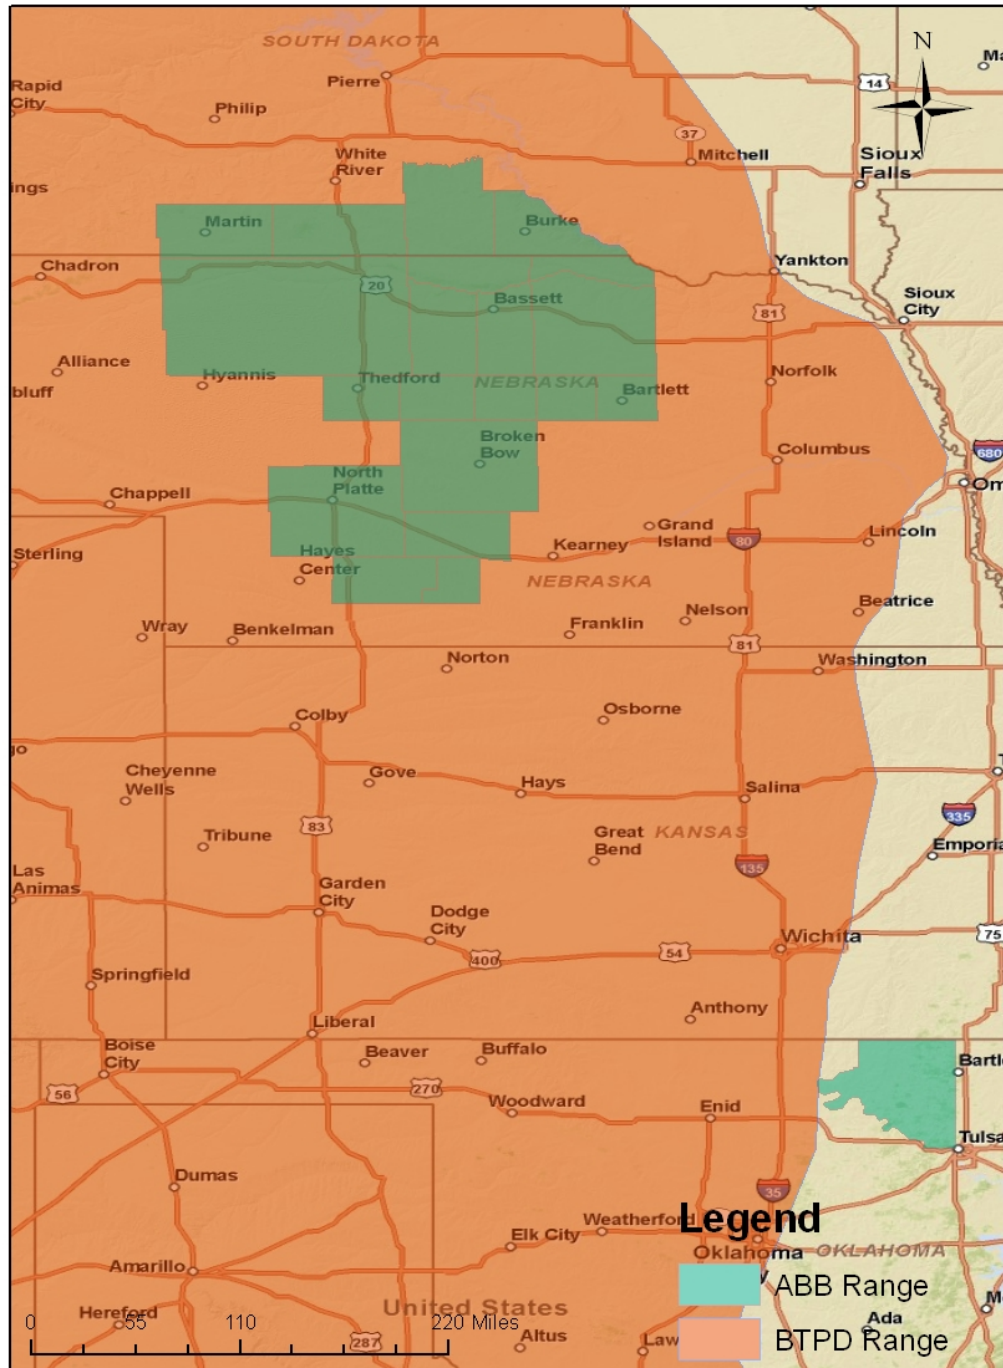 SOUTH DAKOTA
N
Pierre
14
Rapid
City
Philip
37
Mitchell
White
River
Sioux
Falls
Martin
Burke
Chadron
Yankton
20
Bassett
81
Sioux
City
Alliance
Hyannis
Thedford
NEBRASKA
Bartlett
Norfolk
Broken
Bow
Columbus
680
North
Platte
Chappell
Grand
Island
80
Lincoln
Sterling
Hayes
Center
Kearney
NEBRASKA
Beatrice
Wray
Benkelman
Franklin
Nelson
81
Norton
Washington
Colby
Osborne
Cheyenne
Wells
Gove
Hays
Salina
335
Tribune
83
Great
Bend
KANSAS
135
Emporia
Las
Animas
Garden
City
Dodge
City
400
54
Wichita
75
Springfield
Anthony
Liberal
Boise
City
Beaver
Buffalo
56
270
Woodward
Enid
Tulsa
Dumas
35
Legend
Weatherford
Elk City
Oklahoma
OKLAHOMA
Amarillo
ABB Range
Hereford
United States
Ada
0 55 110 220 Miles
287
Altus
BTPD Range